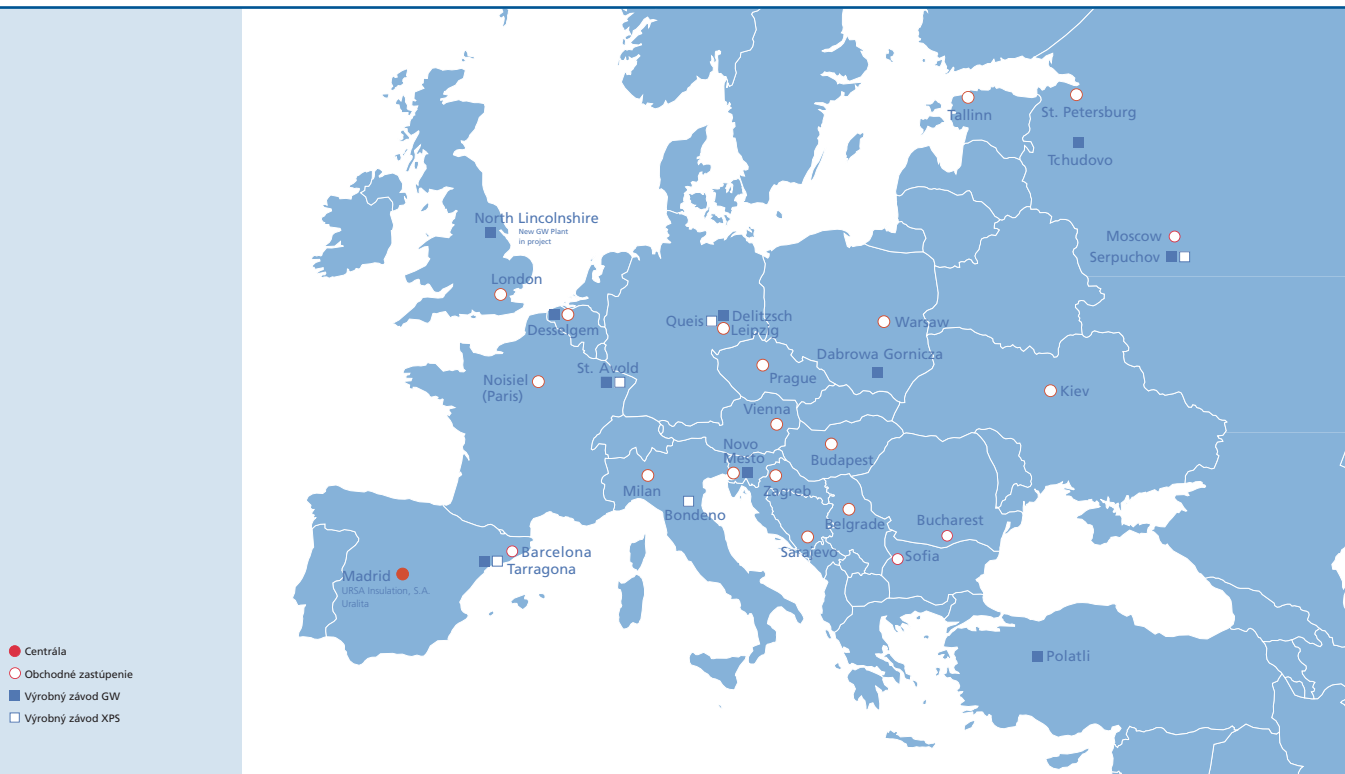 Tallinn
St. Petersburg
Tchudovo
North Lincolnshire
New GW Plant
in project
Moscow
Serpuchov
London
Desselgem
Queis
Delitzsch
Leipzig
Warsaw
Dabrowa Gornicza
St. Avold
Noisiel
(Paris)
Prague
Kiev
Vienna
Novo
Mesto
Budapest
Milan
Zagreb
Bondeno
Belgrade
Bucharest
Sarajevo
Sofia
Barcelona
Tarragona
Madrid
URSA Insulation, S.A.
Uralita
Polatli
Centrála
Obchodné zastúpenie
Výrobný závod GW
Výrobný závod XPS